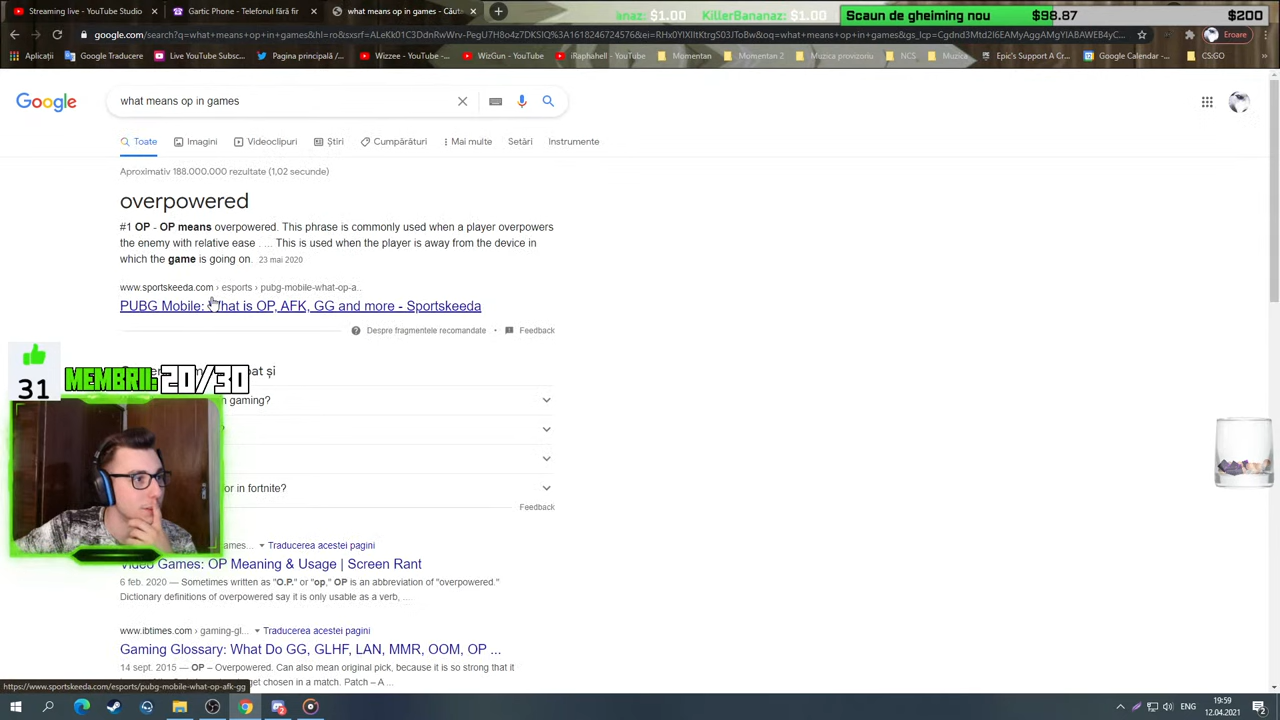 Streaming live - YouTube Studio
Gartic Phone - Telefonul fără fir
what means op in games - Cău
KillerBananaz: $1.00
Scaun de gheiming nou $98.87 $200
Eroare
Aplicații
Google Traducere
Live YouTube Subsc...
Pagina principală /...
Wizzee - YouTube -...
WizGun - YouTube
iRaphahell - YouTube
Momentan
Momentan 2
Muzica provizoriu
NCS
Muzica
Epic's Support A Cr...
Google Calendar -...
CS:GO
Google
what means op in games
Toate Imagini Videoclipuri Știri Cumpărături Mai multe Setări Instrumente
Aproximativ 188.000.000 rezultate (1,02 secunde)
overpowered
#1 OP - OP means overpowered. This phrase is commonly used when a player overpowers
the enemy with relative ease . ... This is used when the player is away from the device in
which the game is going on. 23 mai 2020
www.sportskeeda.com › esports › pubg-mobile-what-op-a..
PUBG Mobile: What is OP, AFK, GG and more - Sportskeeda
Despre fragmentele recomandate • Feedback
31
MEMBRII: 20/30
și
gaming?
or in fortnite?
Feedback
ames... Traducerea acestei pagini
Video Games: OP Meaning & Usage | Screen Rant
6 feb. 2020 — Sometimes written as "O.P." or "op," OP is an abbreviation of "overpowered."
Dictionary definitions of overpowered say it is only usable as a verb, ...
www.ibtimes.com › gaming-gl... Traducerea acestei pagini
Gaming Glossary: What Do GG, GLHF, LAN, MMR, OOM, OP ...
14 sept. 2015 — OP – Overpowered. Can also mean original pick, because it is so strong that it
get chosen in a match. Patch – A ...
https://www.sportskeeda.com/esports/pubg-mobile-what-op-afk-gg
ENG
19:59
12.04.2021
2